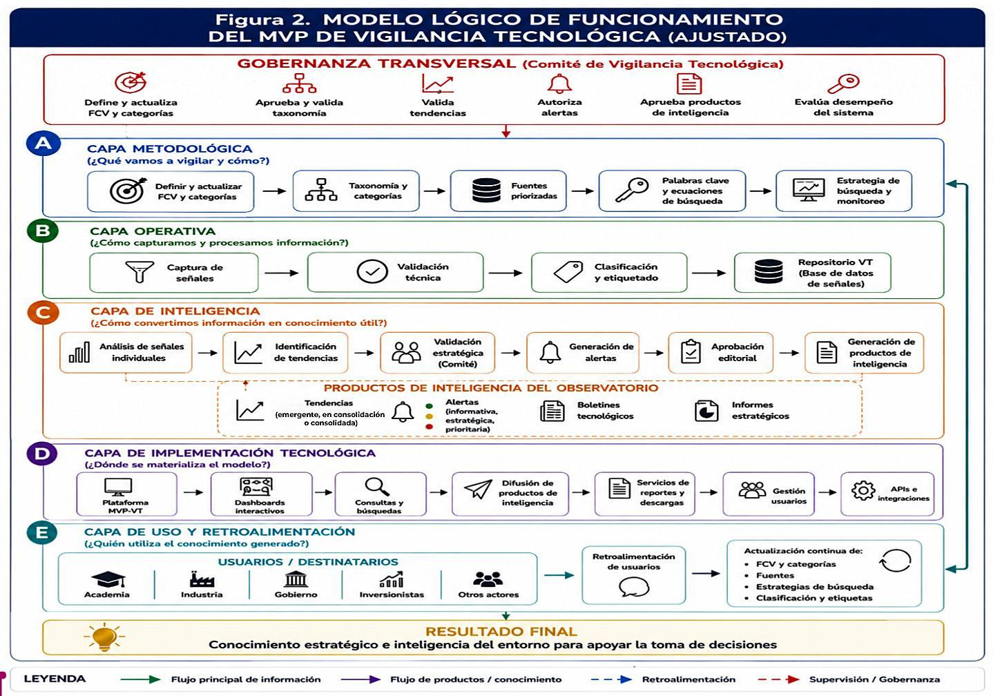 Figura 2. MODELO LÓGICO DE FUNCIONAMIENTO
DEL MVP DE VIGILANCIA TECNOLÓGICA (AJUSTADO)
GOBERNANZA TRANSVERSAL (Comité de Vigilancia Tecnológica)
Define y actualiza
FCV y categorías
Aprueba y valida
taxonomía
Valida
tendencias
Autoriza
alertas
Aprueba productos
de inteligencia
Evalúa desempeño
del sistema
A
CAPA METODOLÓGICA
(¿Qué vamos a vigilar y cómo?)
Definir y actualizar
FCV y categorías
Taxonomía y
categorías
Fuentes
priorizadas
Palabras clave
y ecuaciones
de búsqueda
Estrategia de
búsqueda y
monitoreo
B
CAPA OPERATIVA
(¿Cómo capturamos y procesamos información?)
Captura de
señales
Validación
técnica
Clasificación
y etiquetado
Repositorio VT
(Base de datos
de señales)
C
CAPA DE INTELIGENCIA
(¿Cómo convertimos información en conocimiento útil?)
Análisis de señales
individuales
Identificación
de tendencias
Validación
estratégica
(Comité)
Generación de
alertas
Aprobación
editorial
Generación de
productos de
inteligencia
PRODUCTOS DE INTELIGENCIA DEL OBSERVATORIO
Tendencias
(emergente, en consolidación
o consolidada)
Alertas
(informativa,
estratégica,
prioritaria)
Boletines
tecnológicos
Informes
estratégicos
D
CAPA DE IMPLEMENTACIÓN TECNOLÓGICA
(¿Dónde se materializa el modelo?)
Plataforma
MVP-VT
Dashboards
interactivos
Consultas y
búsquedas
Difusión de
productos de
inteligencia
Servicios de
reportes y
descargas
Gestión
usuarios
APIs e
integraciones
E
CAPA DE USO Y RETROALIMENTACIÓN
(¿Quién utiliza el conocimiento generado?)
USUARIOS / DESTINATARIOS
Academia
Industria
Gobierno
Inversionistas
Otros actores
Retroalimentación
de usuarios
Actualización continua de:
• FCV y categorías
• Fuentes
• Estrategias de búsqueda
• Clasificación y etiquetas
RESULTADO FINAL
Conocimiento estratégico e inteligencia del entorno para apoyar la toma de decisiones
LEYENDA
Flujo principal de información
Flujo de productos / conocimiento
Retroalimentación
Supervisión / Gobernanza